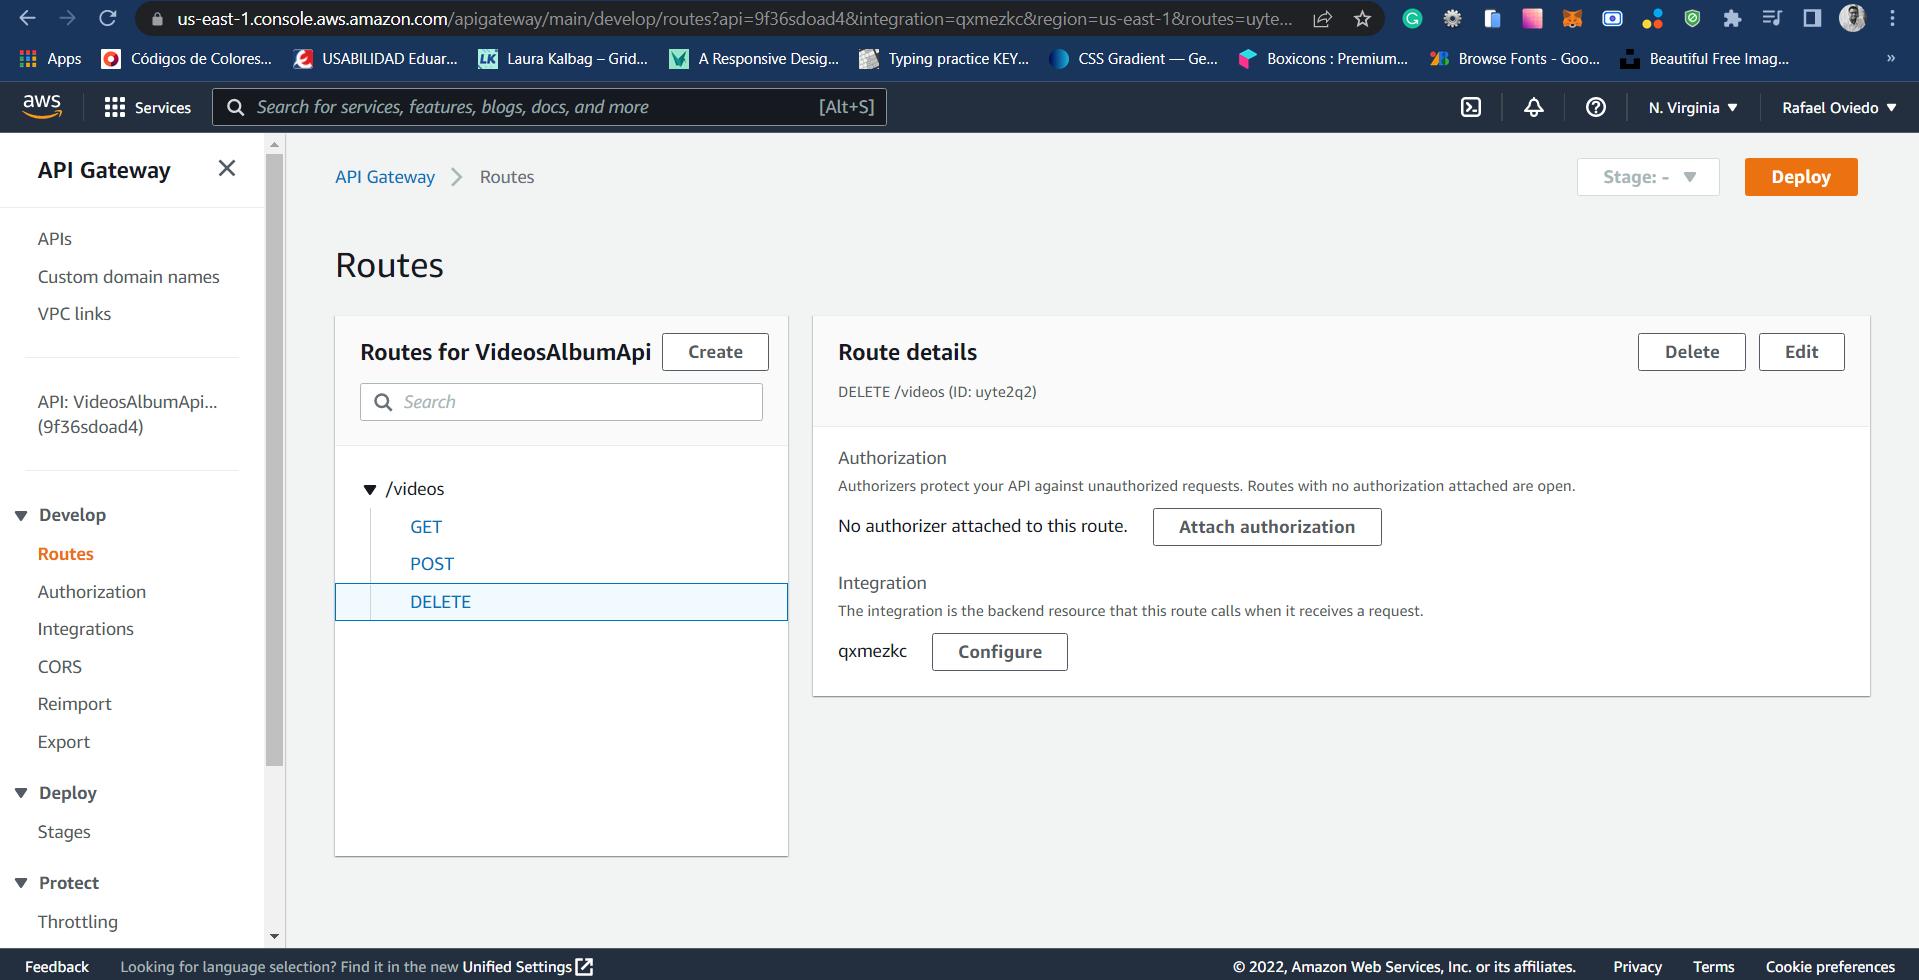 us-east-1.console.aws.amazon.com/apigateway/main/develop/routes?api=9f36sdoad4&integration=qxmezkc&region=us-east-1&routes=uyte...
Apps
Códigos de Colores...
USABILIDAD Eduar...
LK
Laura Kalbag – Grid...
A Responsive Desig...
Typing practice KEY...
CSS Gradient — Ge...
Boxicons : Premium...
Browse Fonts - Goo...
Beautiful Free Imag...
»
aws
Services
Search for services, features, blogs, docs, and more
[Alt+S]
N. Virginia
Rafael Oviedo
API Gateway
APIs
Custom domain names
VPC links
API: VideosAlbumApi...
(9f36sdoad4)
Develop
Routes
Authorization
Integrations
CORS
Reimport
Export
Deploy
Stages
Protect
Throttling
API Gateway
Routes
Stage: -
Deploy
Routes
Routes for VideosAlbumApi
Create
Search
/videos
GET
POST
DELETE
Route details
Delete
Edit
DELETE /videos (ID: uyte2q2)
Authorization
Authorizers protect your API against unauthorized requests. Routes with no authorization attached are open.
No authorizer attached to this route.
Attach authorization
Integration
The integration is the backend resource that this route calls when it receives a request.
qxmezkc
Configure
Feedback
Looking for language selection? Find it in the new Unified Settings
© 2022, Amazon Web Services, Inc. or its affiliates.
Privacy
Terms
Cookie preferences